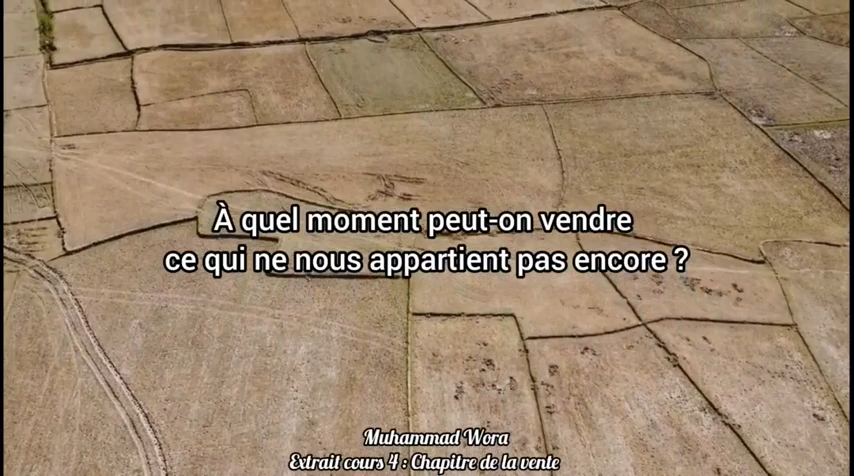 À quel moment peut-on vendre
ce qui ne nous appartient pas encore ?
Muhammad Wora
Extrait cours 4 : Chapitre de la vente